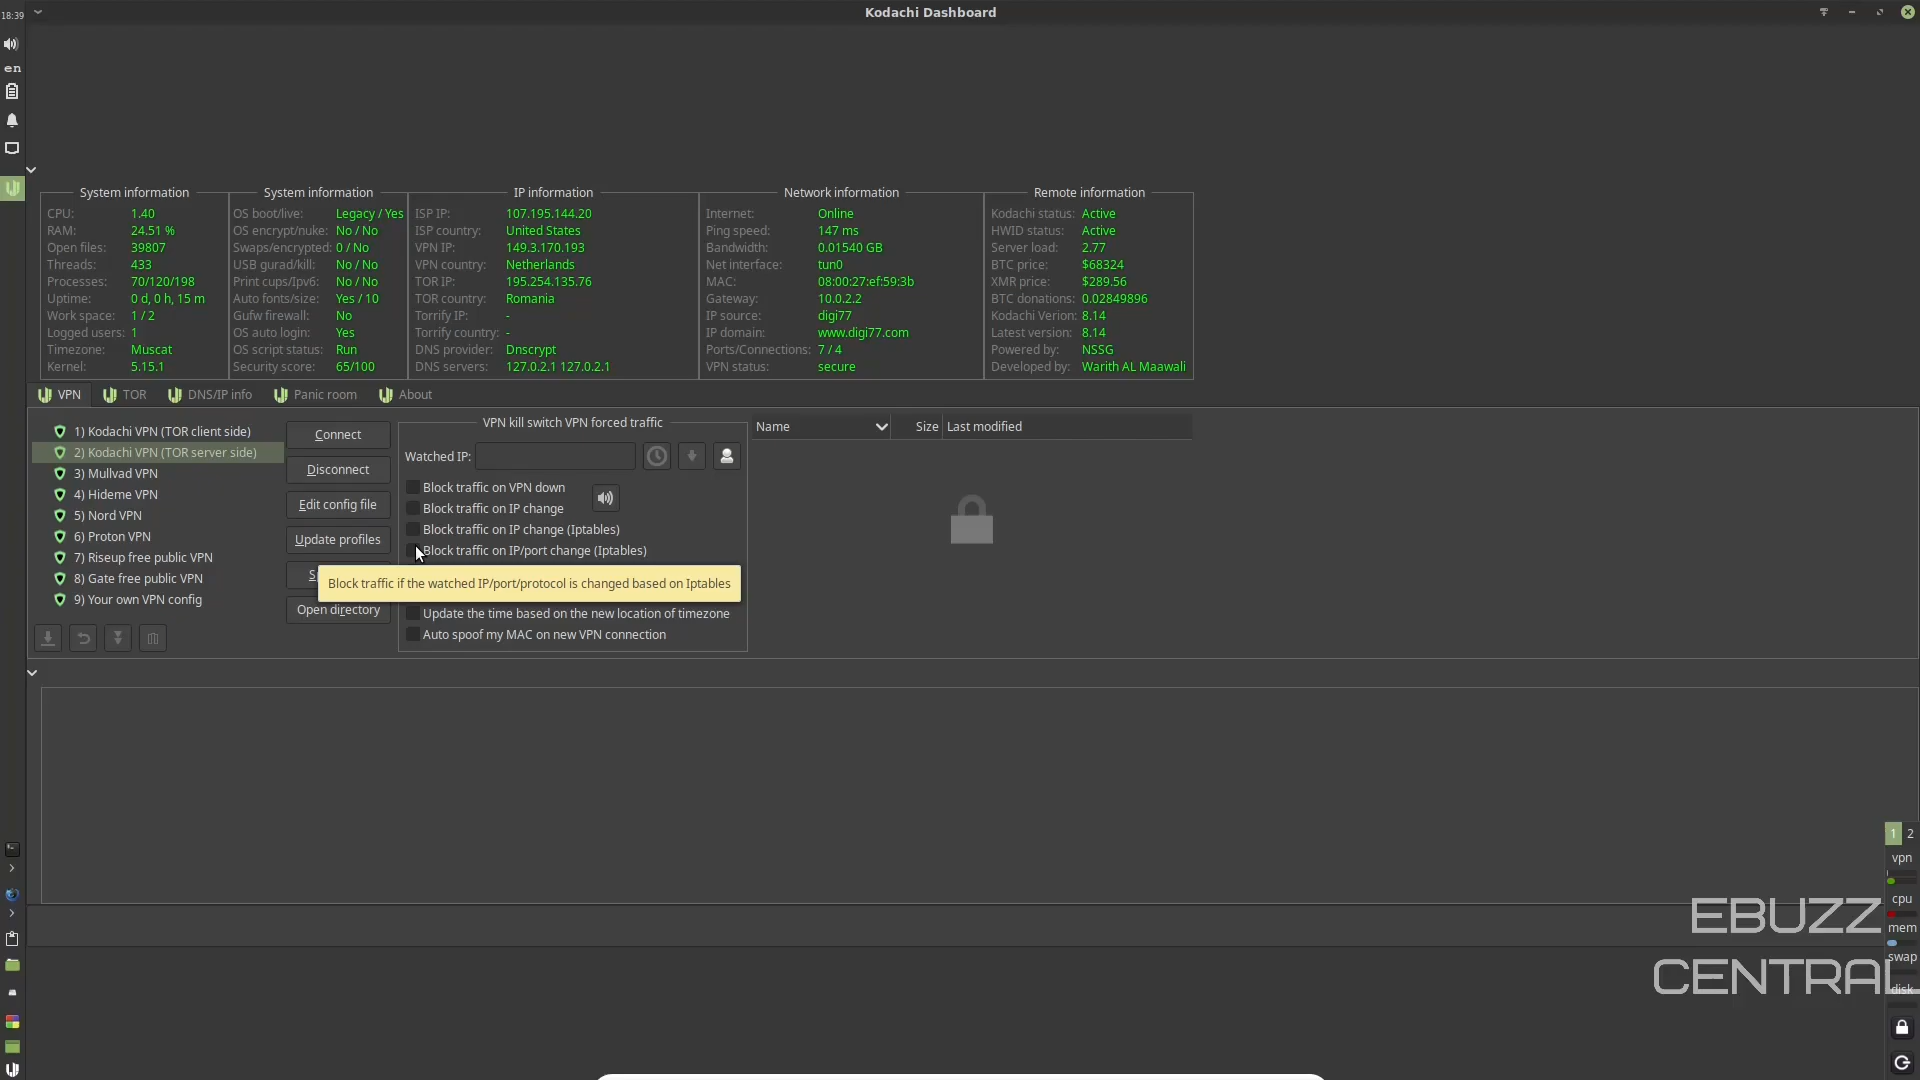 18:39
Kodachi Dashboard
en
System information
CPU: 1.40
RAM: 24.51 %
Open files: 39807
Threads: 433
Processes: 70/120/198
Uptime: 0 d, 0 h, 15 m
Work space: 1 / 2
Logged users: 1
Timezone: Muscat
Kernel: 5.15.1
System information
OS boot/live: Legacy / Yes
OS encrypt/nuke: No / No
Swaps/encrypted: 0 / No
USB gurad/kill: No / No
Print cups/Ipv6: No / No
Auto fonts/size: Yes / 10
Gufw firewall: No
OS auto login: Yes
OS script status: Run
Security score: 65/100
IP information
ISP IP: 107.195.144.20
ISP country: United States
VPN IP: 149.3.170.193
VPN country: Netherlands
TOR IP: 195.254.135.76
TOR country: Romania
Torrify IP: -
Torrify country: -
DNS provider: Dnscrypt
DNS servers: 127.0.2.1 127.0.2.1
Network information
Internet: Online
Ping speed: 147 ms
Bandwidth: 0.01540 GB
Net interface: tun0
MAC: 08:00:27:ef:59:3b
Gateway: 10.0.2.2
IP source: digi77
IP domain: www.digi77.com
Ports/Connections: 7 / 4
VPN status: secure
Remote information
Kodachi status: Active
HWID status: Active
Server load: 2.77
BTC price: $68324
XMR price: $289.56
BTC donations: 0.02849896
Kodachi Verion: 8.14
Latest version: 8.14
Powered by: NSSG
Developed by: Warith AL Maawali
VPN TOR DNS/IP info Panic room About
1) Kodachi VPN (TOR client side)
2) Kodachi VPN (TOR server side)
3) Mullvad VPN
4) Hideme VPN
5) Nord VPN
6) Proton VPN
7) Riseup free public VPN
8) Gate free public VPN
9) Your own VPN config
Connect
Disconnect
Edit config file
Update profiles
Open directory
VPN kill switch VPN forced traffic
Watched IP:
Block traffic on VPN down
Block traffic on IP change
Block traffic on IP change (Iptables)
Block traffic on IP/port change (Iptables)
Block traffic if the watched IP/port/protocol is changed based on Iptables
Update the time based on the new location of timezone
Auto spoof my MAC on new VPN connection
Name Size Last modified
1 2
vpn
cpu
mem
swap
disk
EBUZZ
CENTRAL